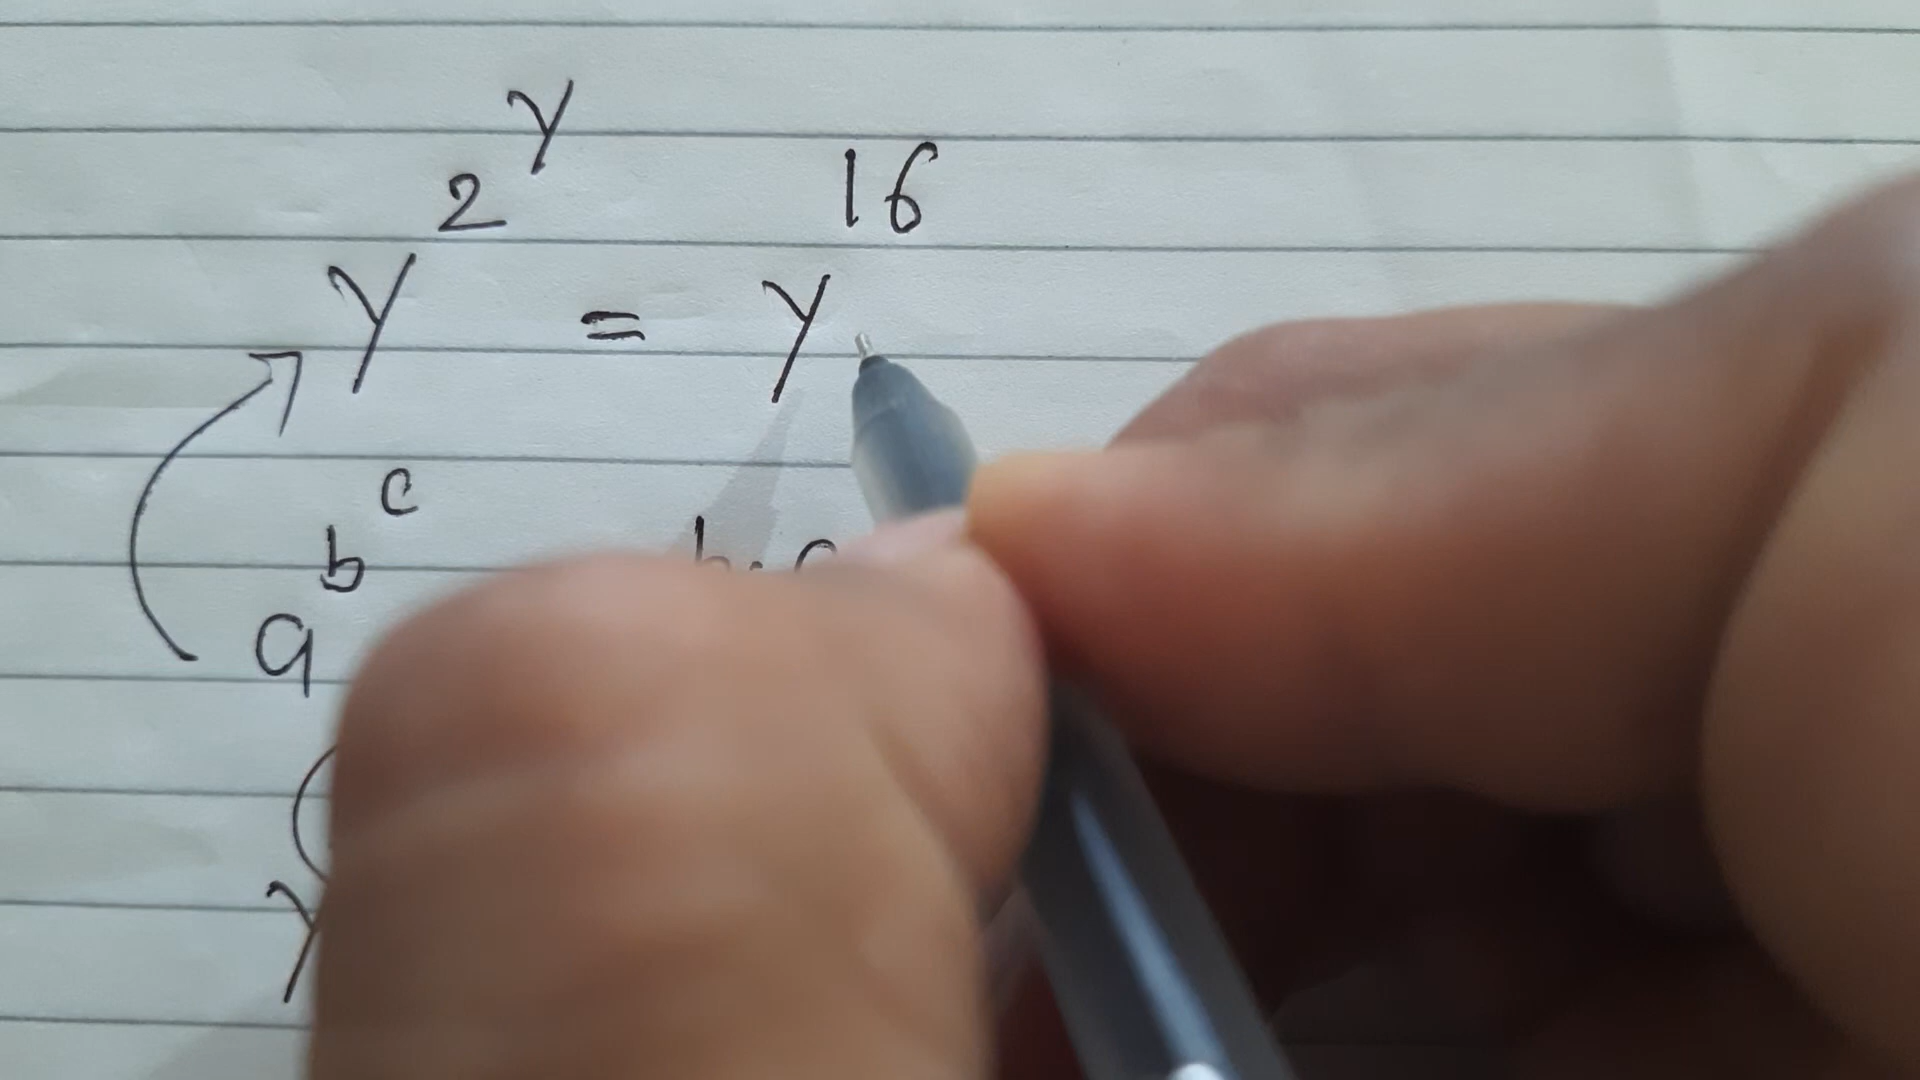 y^2^y = y^16
a^b^c b·c
y